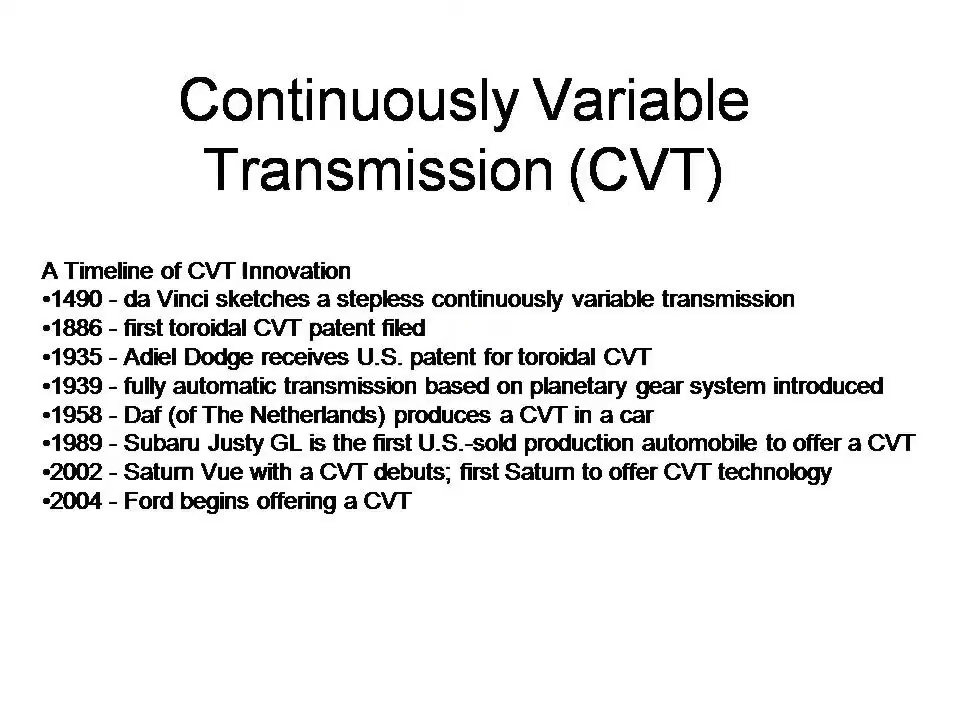 Continuously Variable
Transmission (CVT)
A Timeline of CVT Innovation
•1490 - da Vinci sketches a stepless continuously variable transmission
•1886 - first toroidal CVT patent filed
•1935 - Adiel Dodge receives U.S. patent for toroidal CVT
•1939 - fully automatic transmission based on planetary gear system introduced
•1958 - Daf (of The Netherlands) produces a CVT in a car
•1989 - Subaru Justy GL is the first U.S.-sold production automobile to offer a CVT
•2002 - Saturn Vue with a CVT debuts; first Saturn to offer CVT technology
•2004 - Ford begins offering a CVT